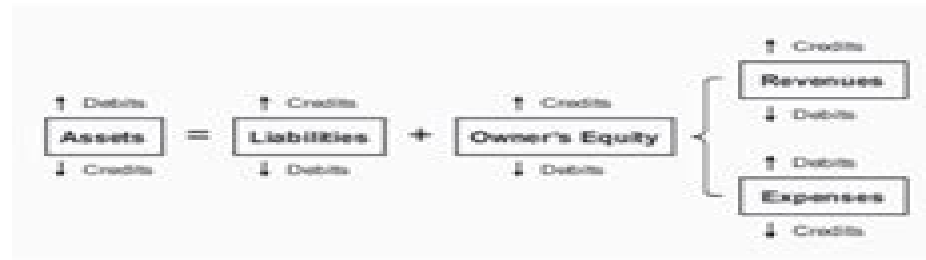 ↑ Debits
Assets
↓ Credits
=
↑ Credits
Liabilities
↓ Debits
+
↑ Credits
Owner's Equity
↓ Debits
↑ Credits
Revenues
↓ Debits
↑ Debits
Expenses
↓ Credits